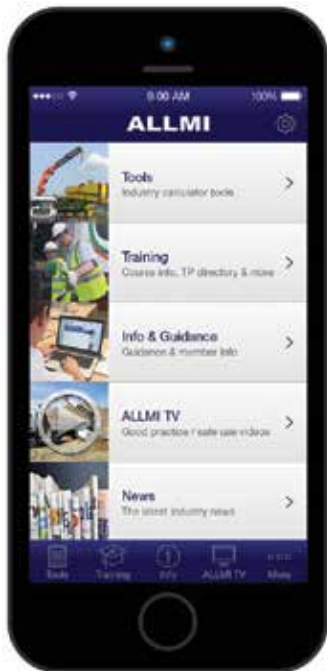 9:00 AM 100%
ALLMI
Tools
Industry calculator tools
Training
Course info, TP directory & more
Info & Guidance
Guidance & member info
ALLMI TV
Good practice / safe use videos
News
The latest industry news
Tools Training Info ALLMI TV More